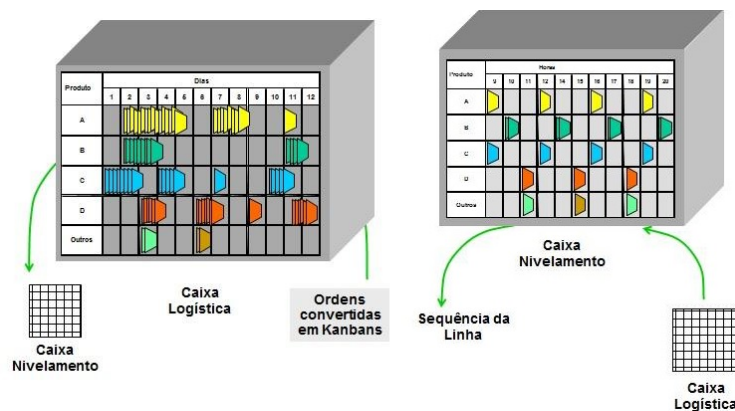 Dias
Produto
1 2 3 4 5 6 7 8 9 10 11 12
A
B
C
D
Outros
Caixa
Logística
Ordens
convertidas
em Kanbans
Caixa
Nivelamento
Horas
Produto
9 10 11 12 14 15 16 17 18 19 20
A
B
C
D
Outros
Caixa
Nivelamento
Sequência da
Linha
Caixa
Logística